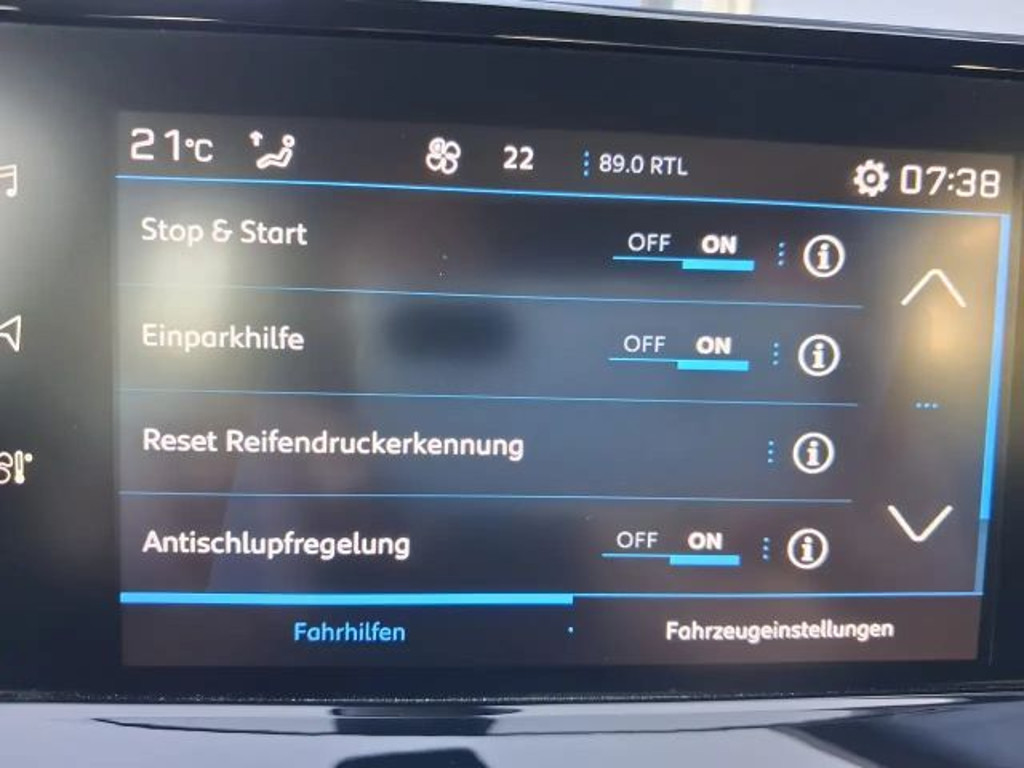 21°C 22 89.0 RTL 07:38
Stop & Start OFF ON i
Einparkhilfe OFF ON i
Reset Reifendruckerkennung i
Antischlupfregelung OFF ON i
Fahrhilfen Fahrzeugeinstellungen